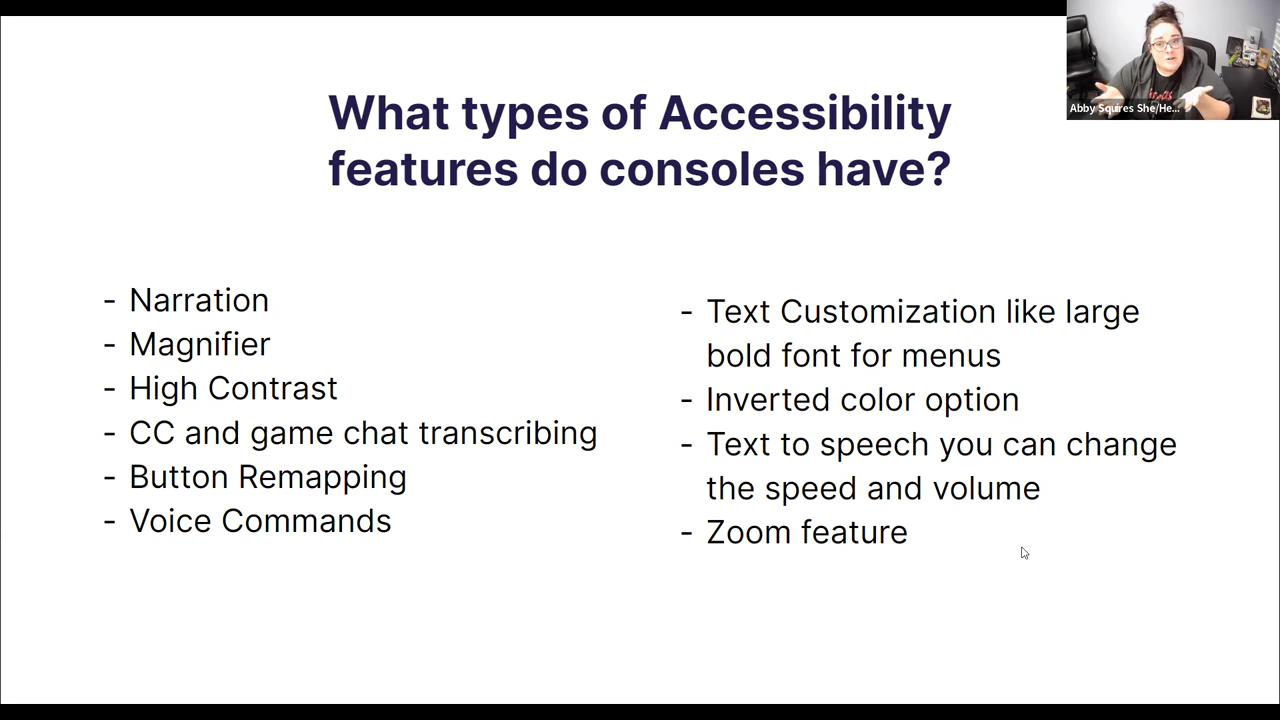 What types of Accessibility
features do consoles have?
- Narration
- Magnifier
- High Contrast
- CC and game chat transcribing
- Button Remapping
- Voice Commands
- Text Customization like large
bold font for menus
- Inverted color option
- Text to speech you can change
the speed and volume
- Zoom feature
Abby Squires She/He...